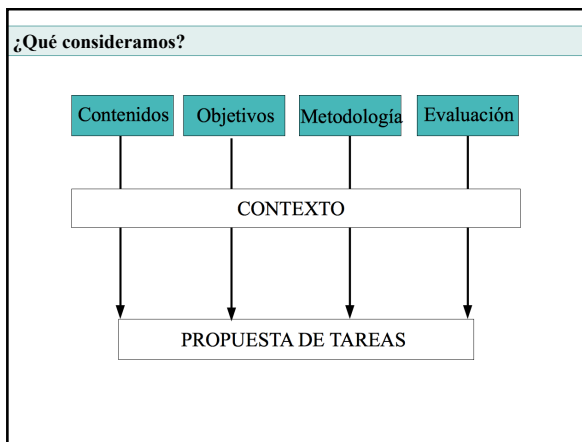 ¿Qué consideramos?
Contenidos Objetivos Metodología Evaluación
CONTEXTO
PROPUESTA DE TAREAS